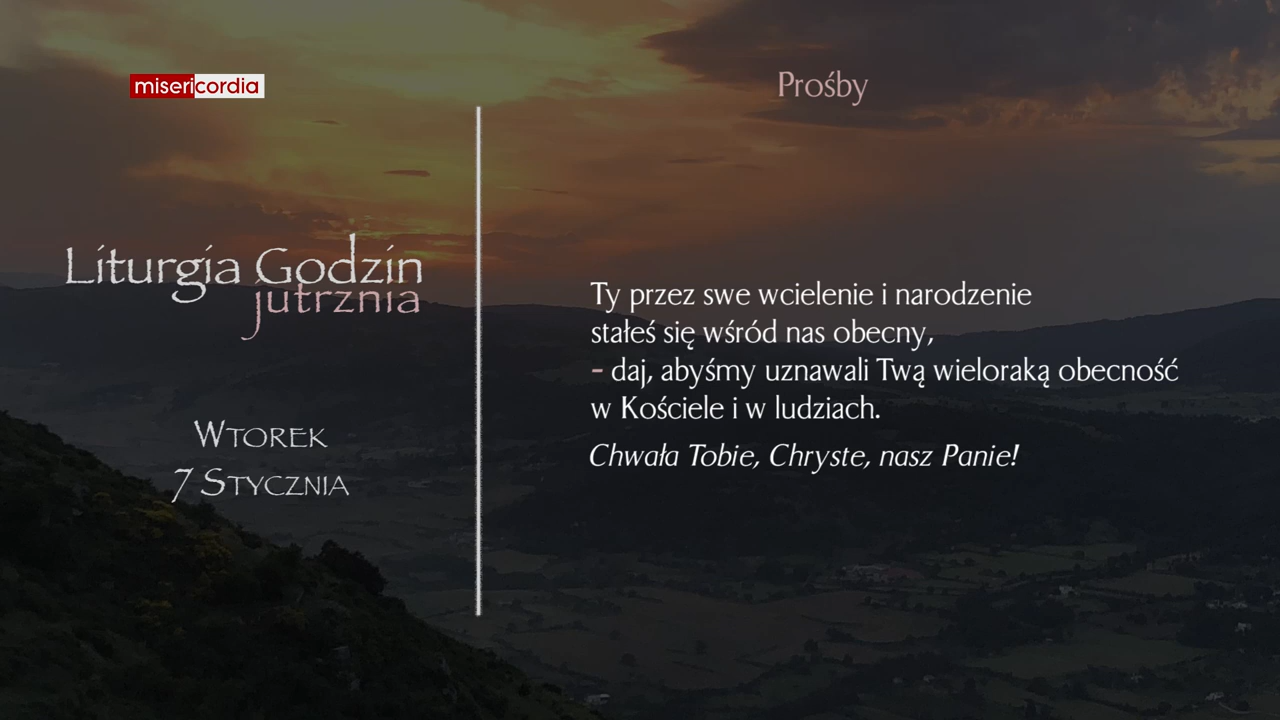 misericordia
Liturgia Godzin
jutrznia
Wtorek
7 Stycznia
Prośby
Ty przez swe wcielenie i narodzenie
stałeś się wśród nas obecny,
- daj, abyśmy uznawali Twą wieloraką obecność
w Kościele i w ludziach.
Chwała Tobie, Chryste, nasz Panie!